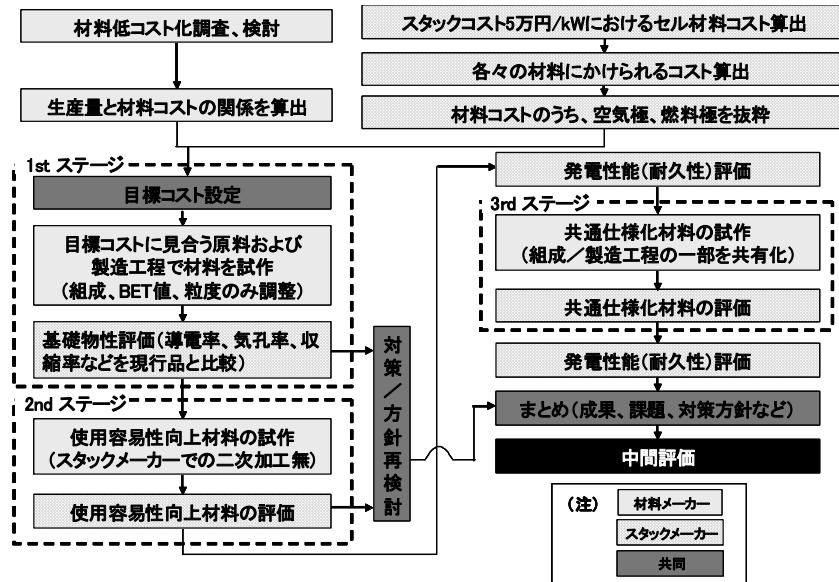 材料低コスト化調査、検討
生産量と材料コストの関係を算出
スタックコスト5万円/kWにおけるセル材料コスト算出
各々の材料にかけられるコスト算出
材料コストのうち、空気極、燃料極を抜粋
1st ステージ
目標コスト設定
目標コストに見合う原料および
製造工程で材料を試作
(組成、BET値、粒度のみ調整)
基礎物性評価(導電率、気孔率、収
縮率などを現行品と比較)
2nd ステージ
使用容易性向上材料の試作
(スタックメーカーでの二次加工無)
使用容易性向上材料の評価
対策/方針再検討
発電性能(耐久性)評価
3rd ステージ
共通仕様化材料の試作
(組成/製造工程の一部を共有化)
共通仕様化材料の評価
発電性能(耐久性)評価
まとめ(成果、課題、対策方針など)
中間評価
(注)
材料メーカー
スタックメーカー
共同